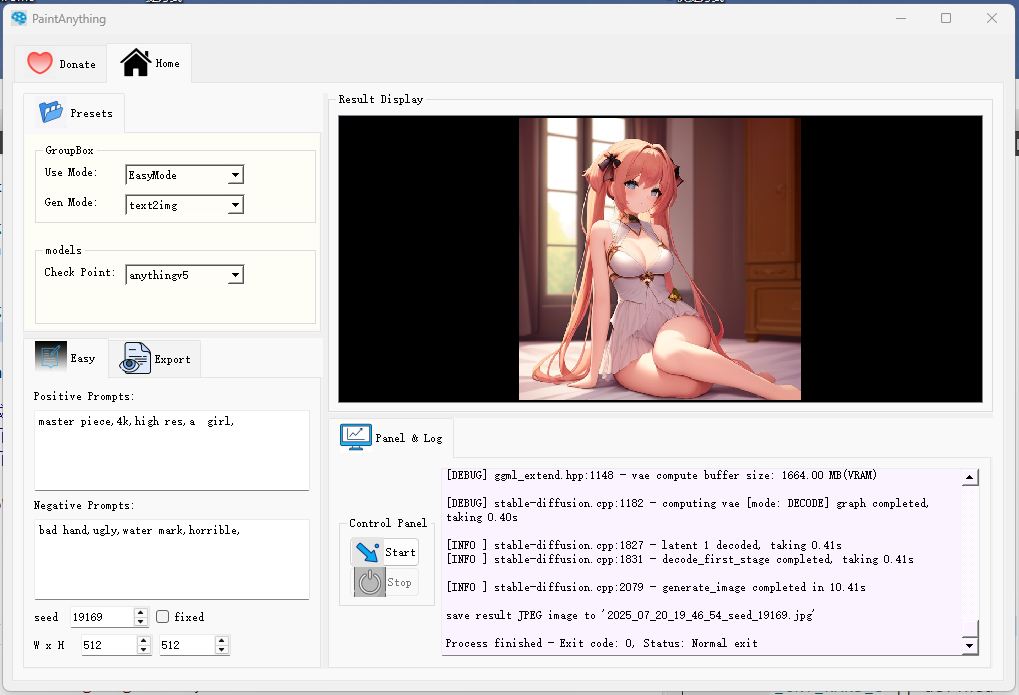 PaintAnything
Donate
Home
Presets
GroupBox
Use Mode:
EasyMode
Gen Mode:
text2img
models
Check Point:
anythingv5
Easy
Export
Positive Prompts:
master piece,4k,high res,a  girl,
Negative Prompts:
bad hand,ugly,water mark,horrible,
seed
19169
fixed
W x H
512
512
Result Display
Panel & Log
Control Panel
Start
Stop
[DEBUG] ggml_extend.hpp:1148 - vae compute buffer size: 1664.00 MB(VRAM)
[DEBUG] stable-diffusion.cpp:1182 - computing vae [mode: DECODE] graph completed,
taking 0.40s
[INFO ] stable-diffusion.cpp:1827 - latent 1 decoded, taking 0.41s
[INFO ] stable-diffusion.cpp:1831 - decode_first_stage completed, taking 0.41s
[INFO ] stable-diffusion.cpp:2079 - generate_image completed in 10.41s
save result JPEG image to '2025_07_20_19_46_54_seed_19169.jpg'
Process finished - Exit code: 0, Status: Normal exit